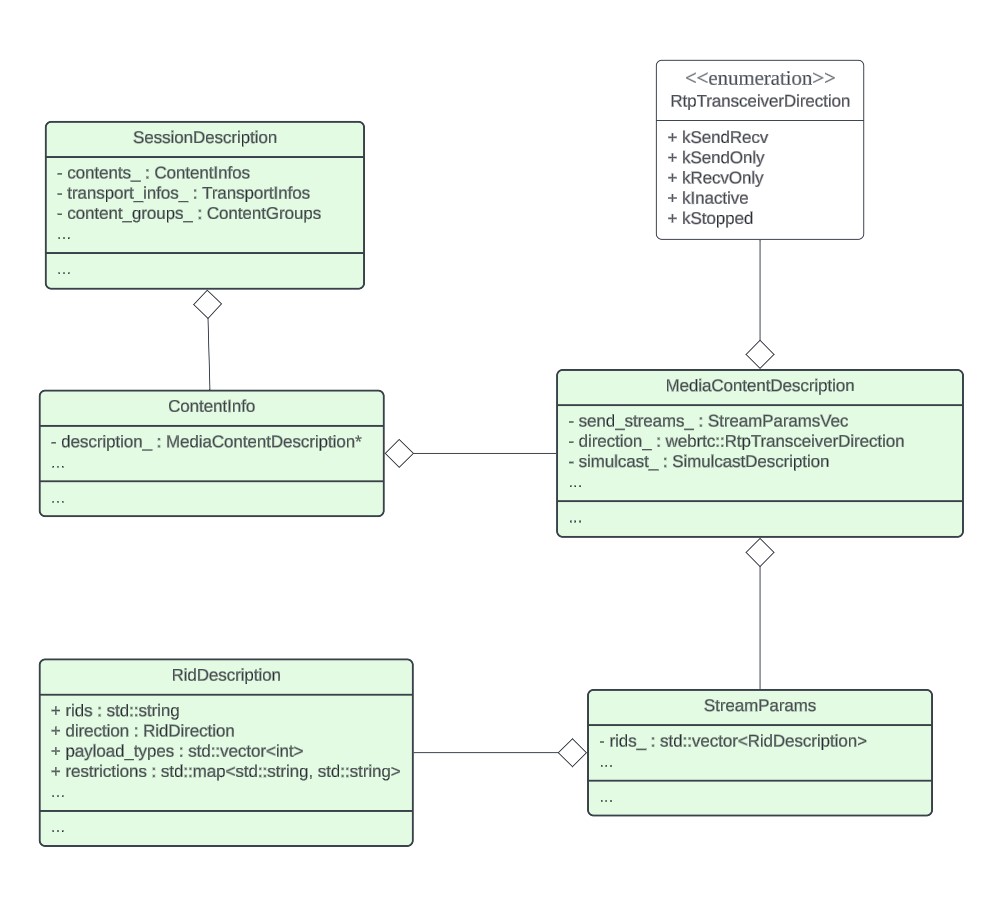 <<enumeration>>
RtpTransceiverDirection
+ kSendRecv
+ kSendOnly
+ kRecvOnly
+ kInactive
+ kStopped
SessionDescription
- contents_ : ContentInfos
- transport_infos_ : TransportInfos
- content_groups_ : ContentGroups
...
...
ContentInfo
- description_ : MediaContentDescription*
...
...
MediaContentDescription
- send_streams_ : StreamParamsVec
- direction_ : webrtc::RtpTransceiverDirection
- simulcast_ : SimulcastDescription
...
...
RidDescription
+ rids : std::string
+ direction : RidDirection
+ payload_types : std::vector<int>
+ restrictions : std::map<std::string, std::string>
...
...
StreamParams
- rids_ : std::vector<RidDescription>
...
...